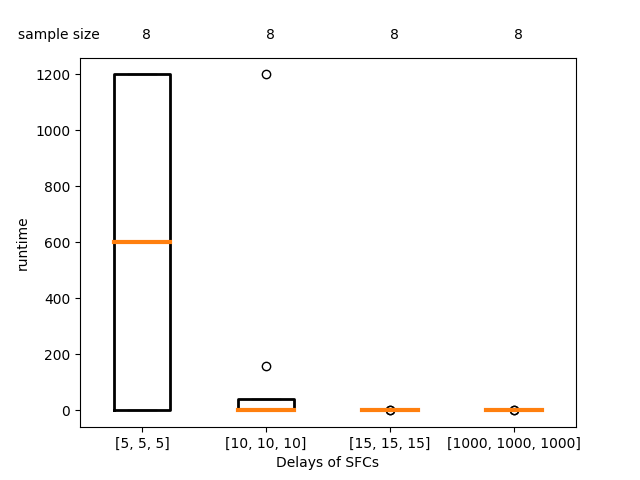 sample size 8 8 8 8
1200
1000
800
600
400
200
0
runtime
[5, 5, 5] [10, 10, 10] [15, 15, 15] [1000, 1000, 1000]
Delays of SFCs